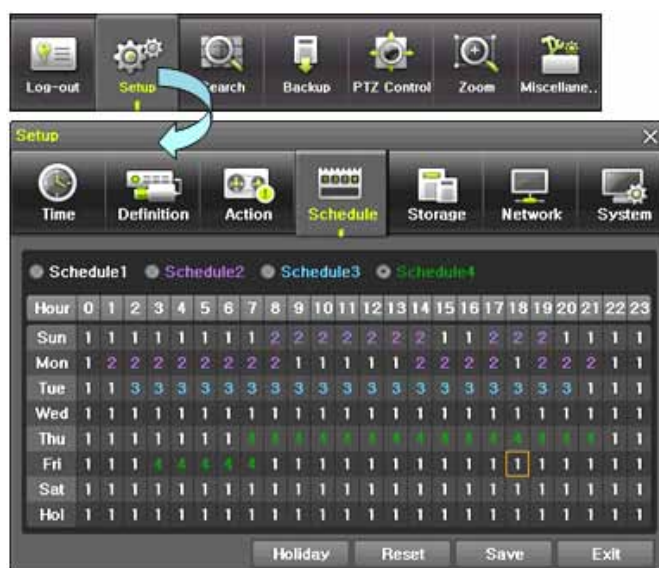 Log-out Setup Search Backup PTZ Control Zoom Miscellane..
Setup
Time Definition Action Schedule Storage Network System
Schedule1 Schedule2 Schedule3 Schedule4
Hour 0 1 2 3 4 5 6 7 8 9 10 11 12 13 14 15 16 17 18 19 20 21 22 23
Sun 1 1 1 1 1 1 1 1 2 2 2 2 2 2 2 1 1 2 2 2 1 1 1 1
Mon 1 2 2 2 2 2 2 2 2 1 1 1 1 1 2 2 2 2 1 2 2 2 1 1
Tue 1 1 3 3 3 3 3 3 3 3 3 3 3 3 3 3 3 3 3 3 3 1 1 1
Wed 1 1 1 1 1 1 1 1 1 1 1 1 1 1 1 1 1 1 1 1 1 1 1 1
Thu 1 1 1 1 1 1 1 4 4 4 4 4 4 4 4 4 4 4 4 4 4 4 1 1
Fri 1 1 1 4 4 4 4 4 1 1 1 1 1 1 1 1 1 1 1 1 1 1 1 1
Sat 1 1 1 1 1 1 1 1 1 1 1 1 1 1 1 1 1 1 1 1 1 1 1 1
Hol 1 1 1 1 1 1 1 1 1 1 1 1 1 1 1 1 1 1 1 1 1 1 1 1
Holiday Reset Save Exit